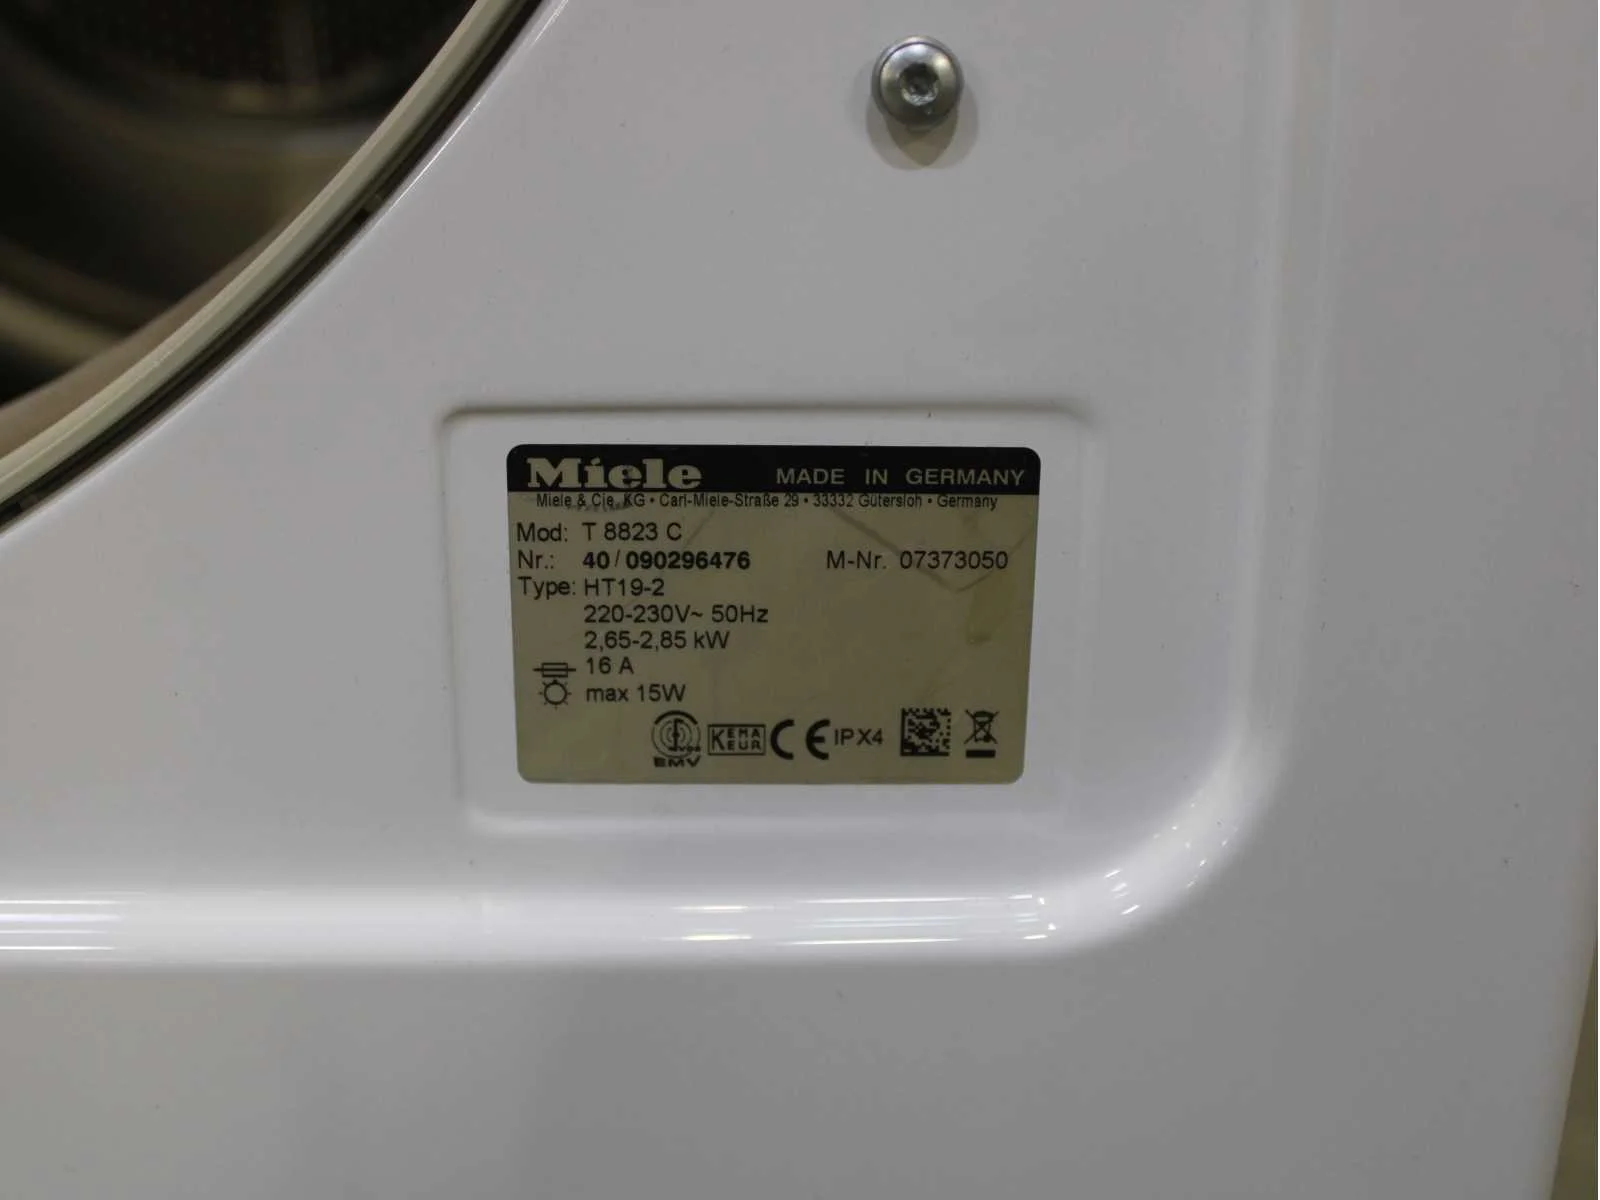 Miele MADE IN GERMANY
Miele & Cie. KG • Carl-Miele-Straße 29 • 33332 Gütersloh • Germany
Mod: T 8823 C
Nr.: 40 / 090296476 M-Nr. 07373050
Type: HT19-2
220-230V~ 50Hz
2,65-2,85 kW
16 A
max 15W
EMV KEMA KEUR CE IPX4